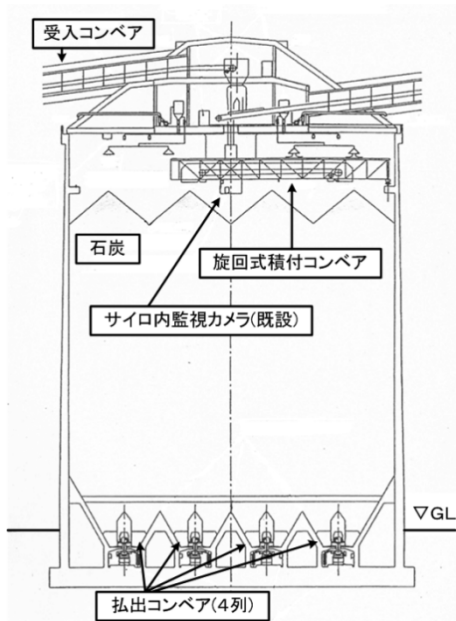 受入コンベア
石炭
旋回式積付コンベア
サイロ内監視カメラ(既設)
▽GL
払出コンベア(4列)